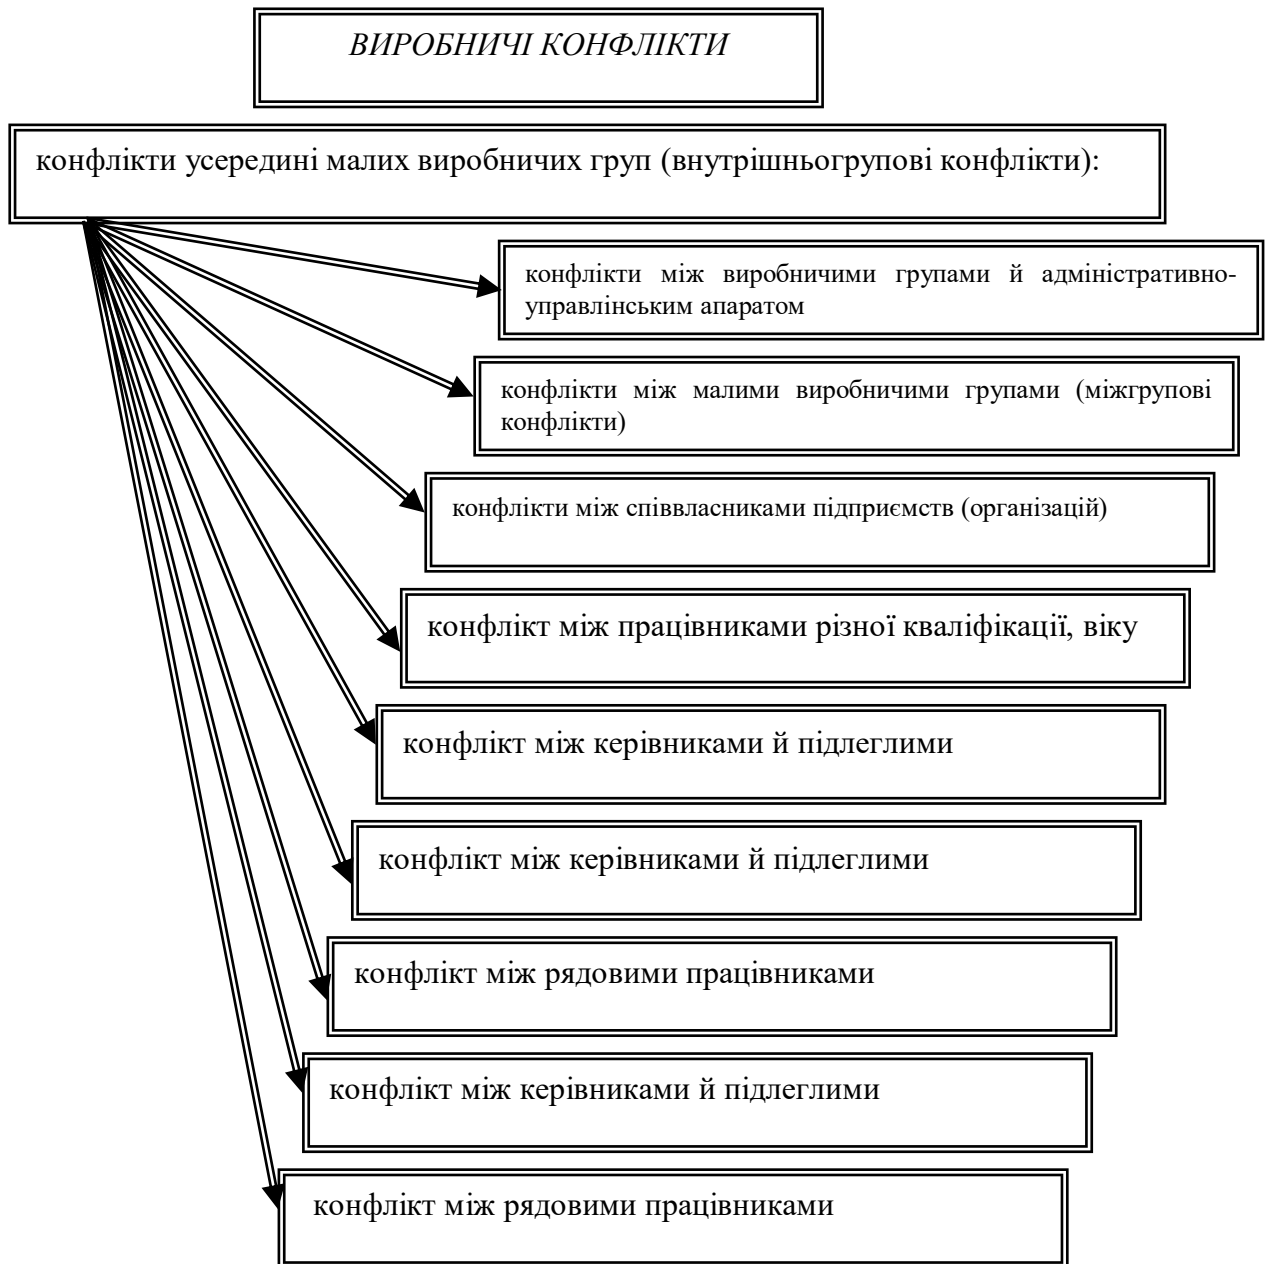 ВИРОБНИЧІ КОНФЛІКТИ
конфлікти усередині малих виробничих груп (внутрішньогрупові конфлікти):
конфлікти між виробничими групами й адміністративно-
управлінським апаратом
конфлікти між малими виробничими групами (міжгрупові
конфлікти)
конфлікти між співвласниками підприємств (організацій)
конфлікт між працівниками різної кваліфікації, віку
конфлікт між керівниками й підлеглими
конфлікт між керівниками й підлеглими
конфлікт між рядовими працівниками
конфлікт між керівниками й підлеглими
конфлікт між рядовими працівниками